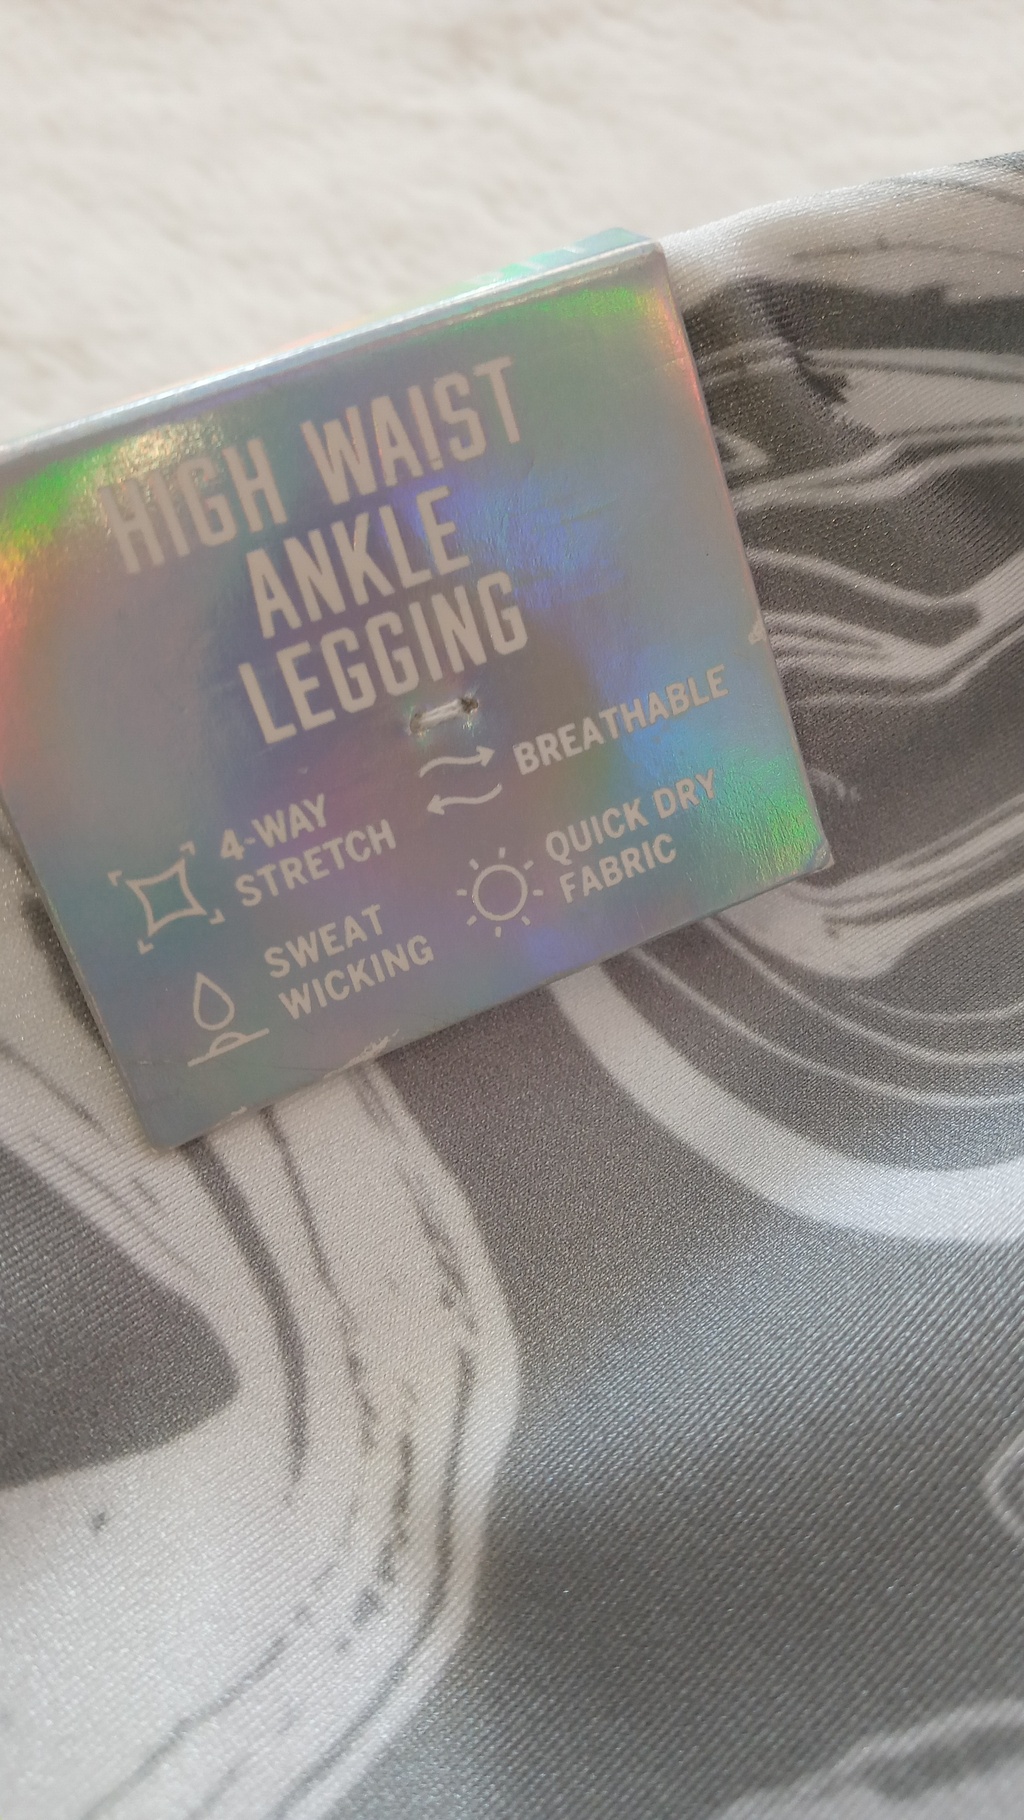 HIGH WAIST
ANKLE
LEGGING
4-WAY
STRETCH
BREATHABLE
SWEAT
WICKING
QUICK DRY
FABRIC